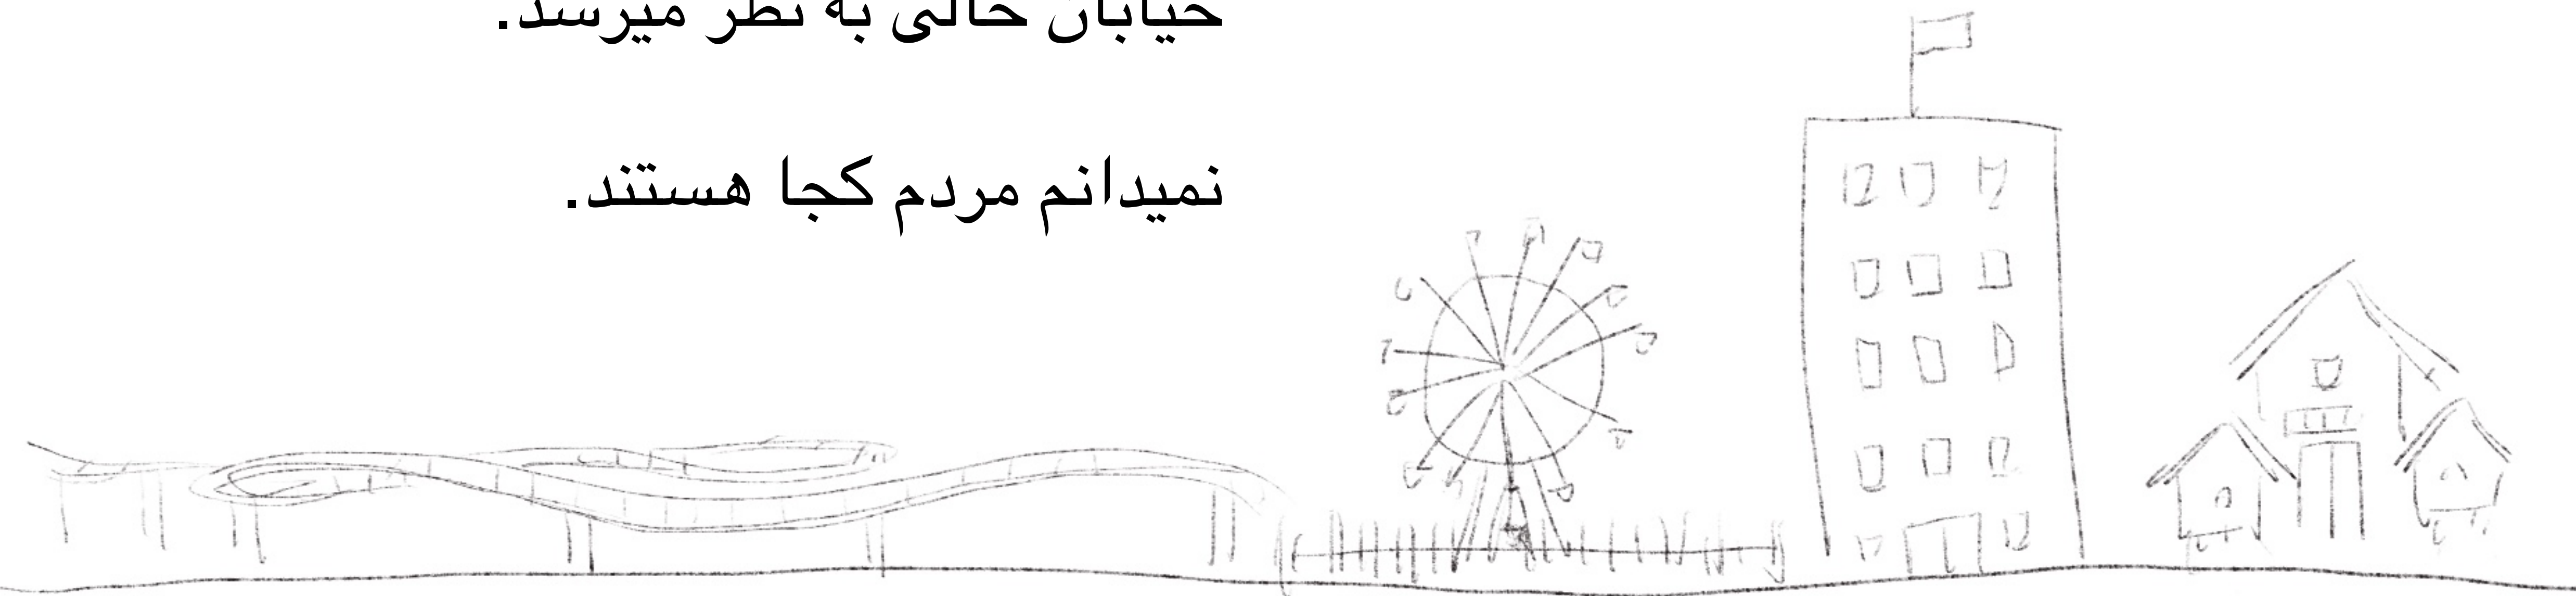 خیابان خالی به نظر میرسد.
نمیدانم مردم کجا هستند.